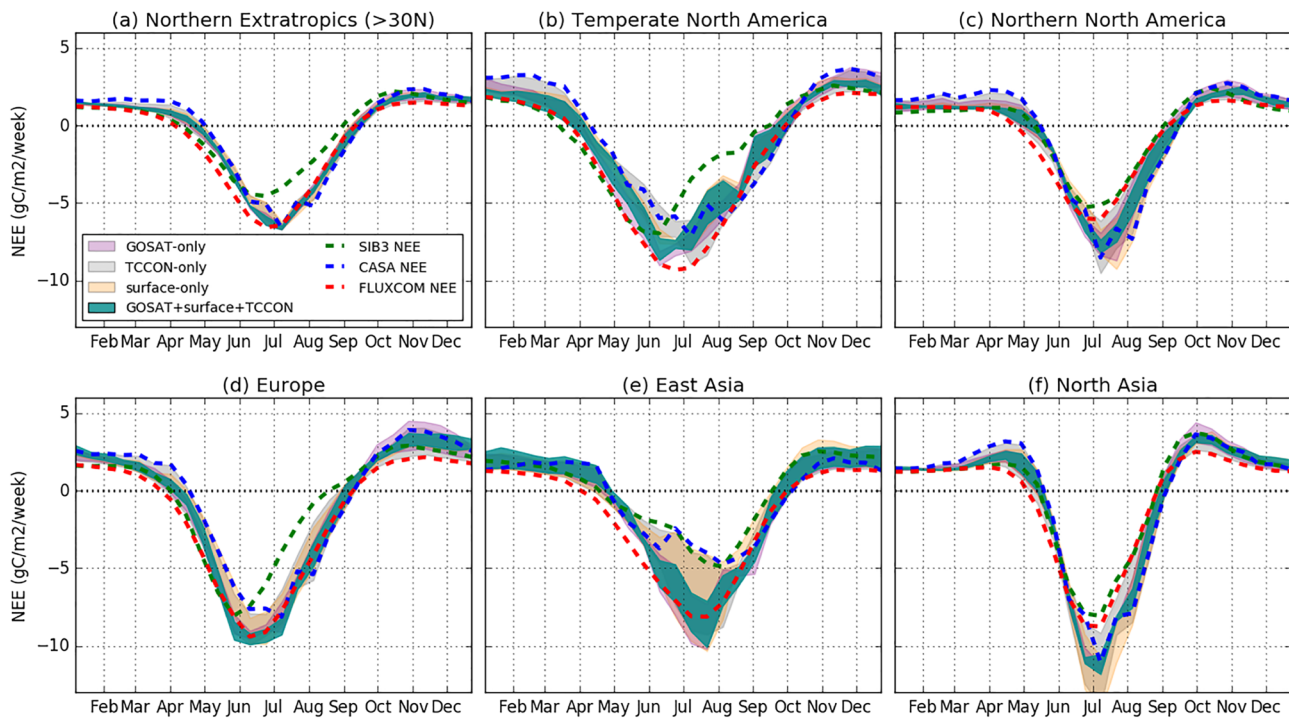 (a) Northern Extratropics (>30N)
(b) Temperate North America
(c) Northern North America
NEE (gC/m2/week)
5
0
−5
−10
GOSAT-only
TCCON-only
surface-only
GOSAT+surface+TCCON
SIB3 NEE
CASA NEE
FLUXCOM NEE
Feb Mar Apr May Jun Jul Aug Sep Oct Nov Dec
Feb Mar Apr May Jun Jul Aug Sep Oct Nov Dec
Feb Mar Apr May Jun Jul Aug Sep Oct Nov Dec
(d) Europe
(e) East Asia
(f) North Asia
NEE (gC/m2/week)
5
0
−5
−10
Feb Mar Apr May Jun Jul Aug Sep Oct Nov Dec
Feb Mar Apr May Jun Jul Aug Sep Oct Nov Dec
Feb Mar Apr May Jun Jul Aug Sep Oct Nov Dec